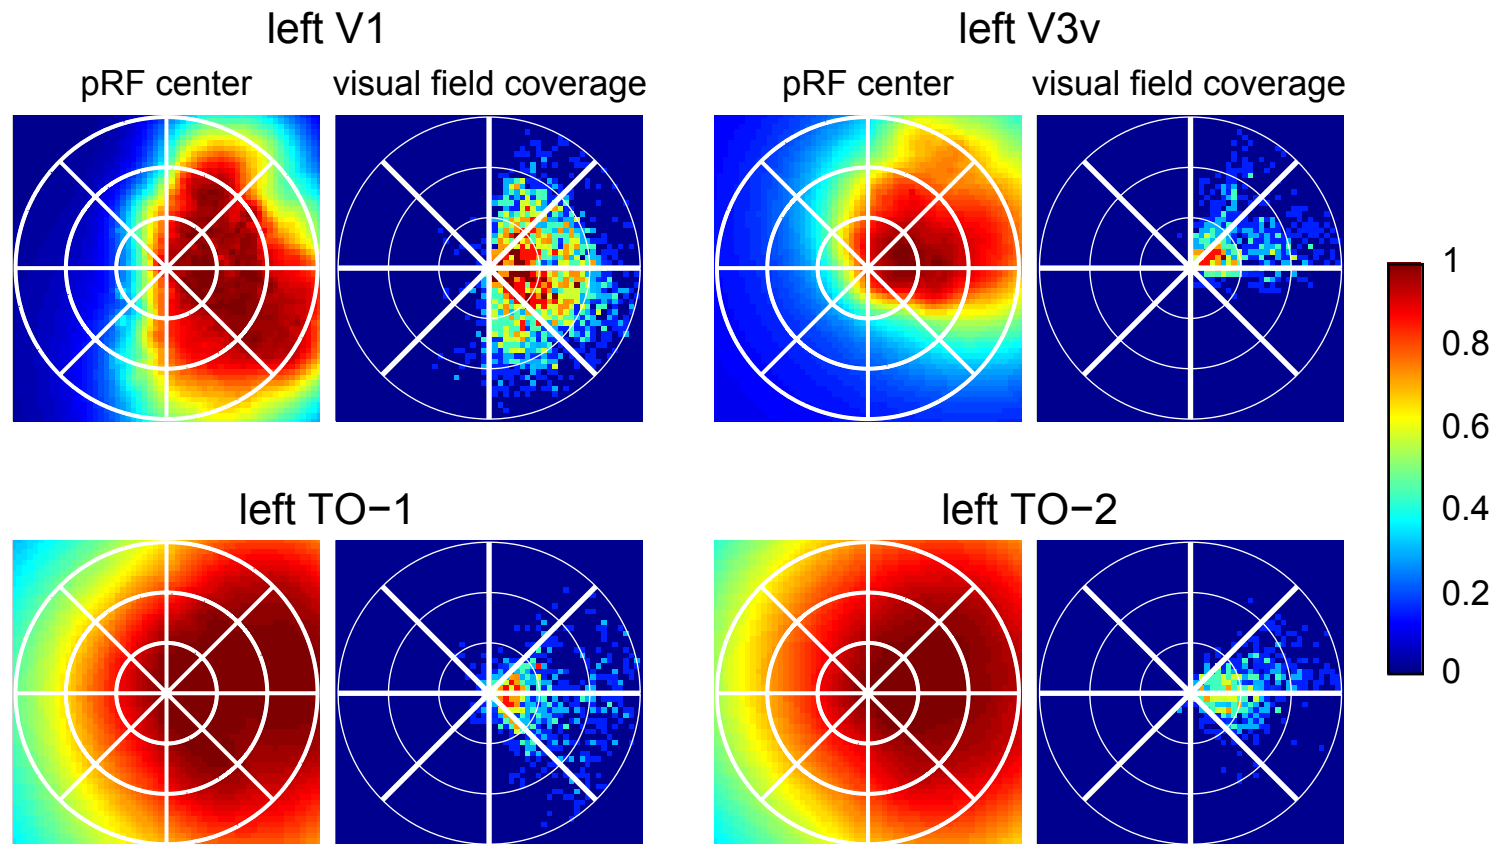 left V1
left V3v
pRF center
visual field coverage
pRF center
visual field coverage
1
0.8
0.6
0.4
0.2
0
left TO−1
left TO−2